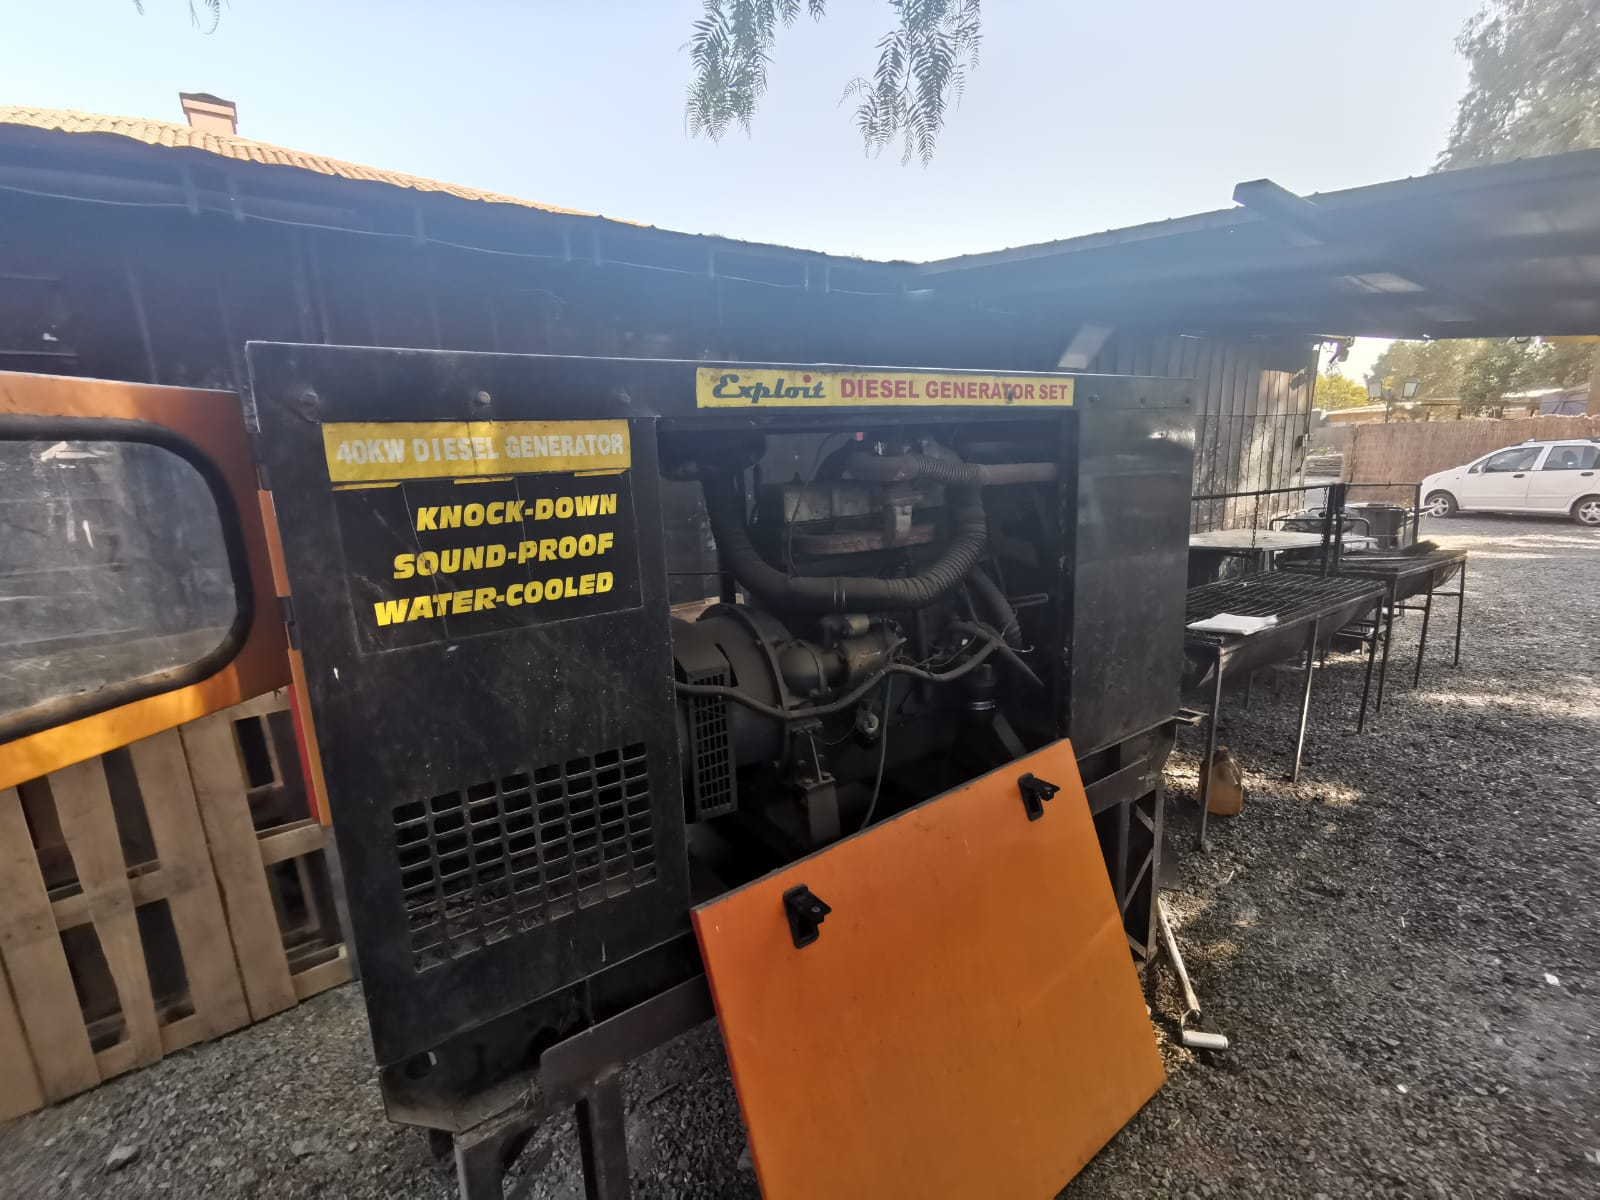 Exploit DIESEL GENERATOR SET
40KW DIESEL GENERATOR
KNOCK-DOWN
SOUND-PROOF
WATER-COOLED